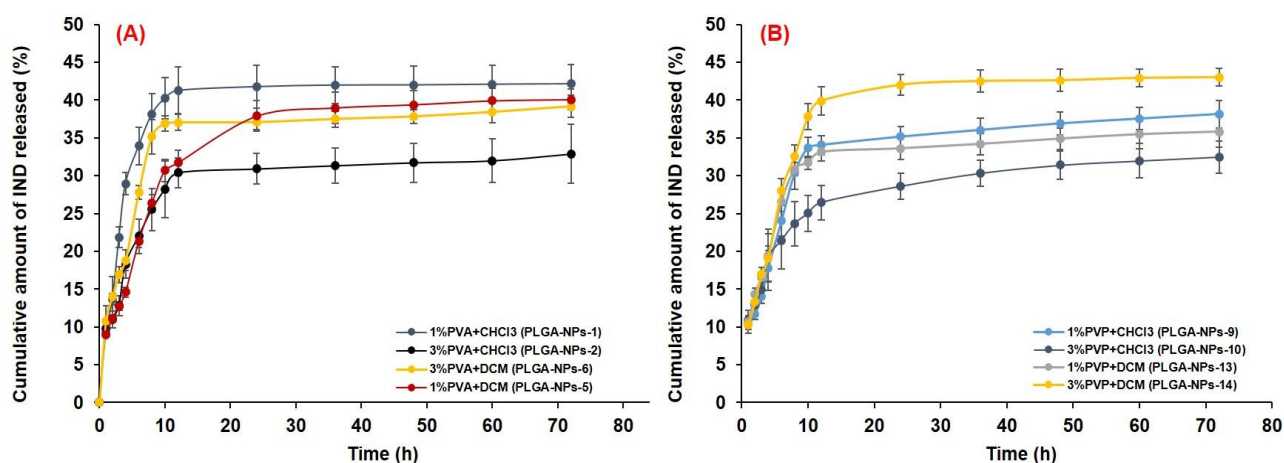 (A)
Cumulative amount of IND released (%)
50
45
40
35
30
25
20
15
10
5
0
0 10 20 30 40 50 60 70 80
Time (h)
1%PVA+CHCl3 (PLGA-NPs-1)
3%PVA+CHCl3 (PLGA-NPs-2)
3%PVA+DCM (PLGA-NPs-6)
1%PVA+DCM (PLGA-NPs-5)
(B)
Cumulative amount of IND released (%)
50
45
40
35
30
25
20
15
10
5
0
0 10 20 30 40 50 60 70 80
Time (h)
1%PVP+CHCl3 (PLGA-NPs-9)
3%PVP+CHCl3 (PLGA-NPs-10)
1%PVP+DCM (PLGA-NPs-13)
3%PVP+DCM (PLGA-NPs-14)